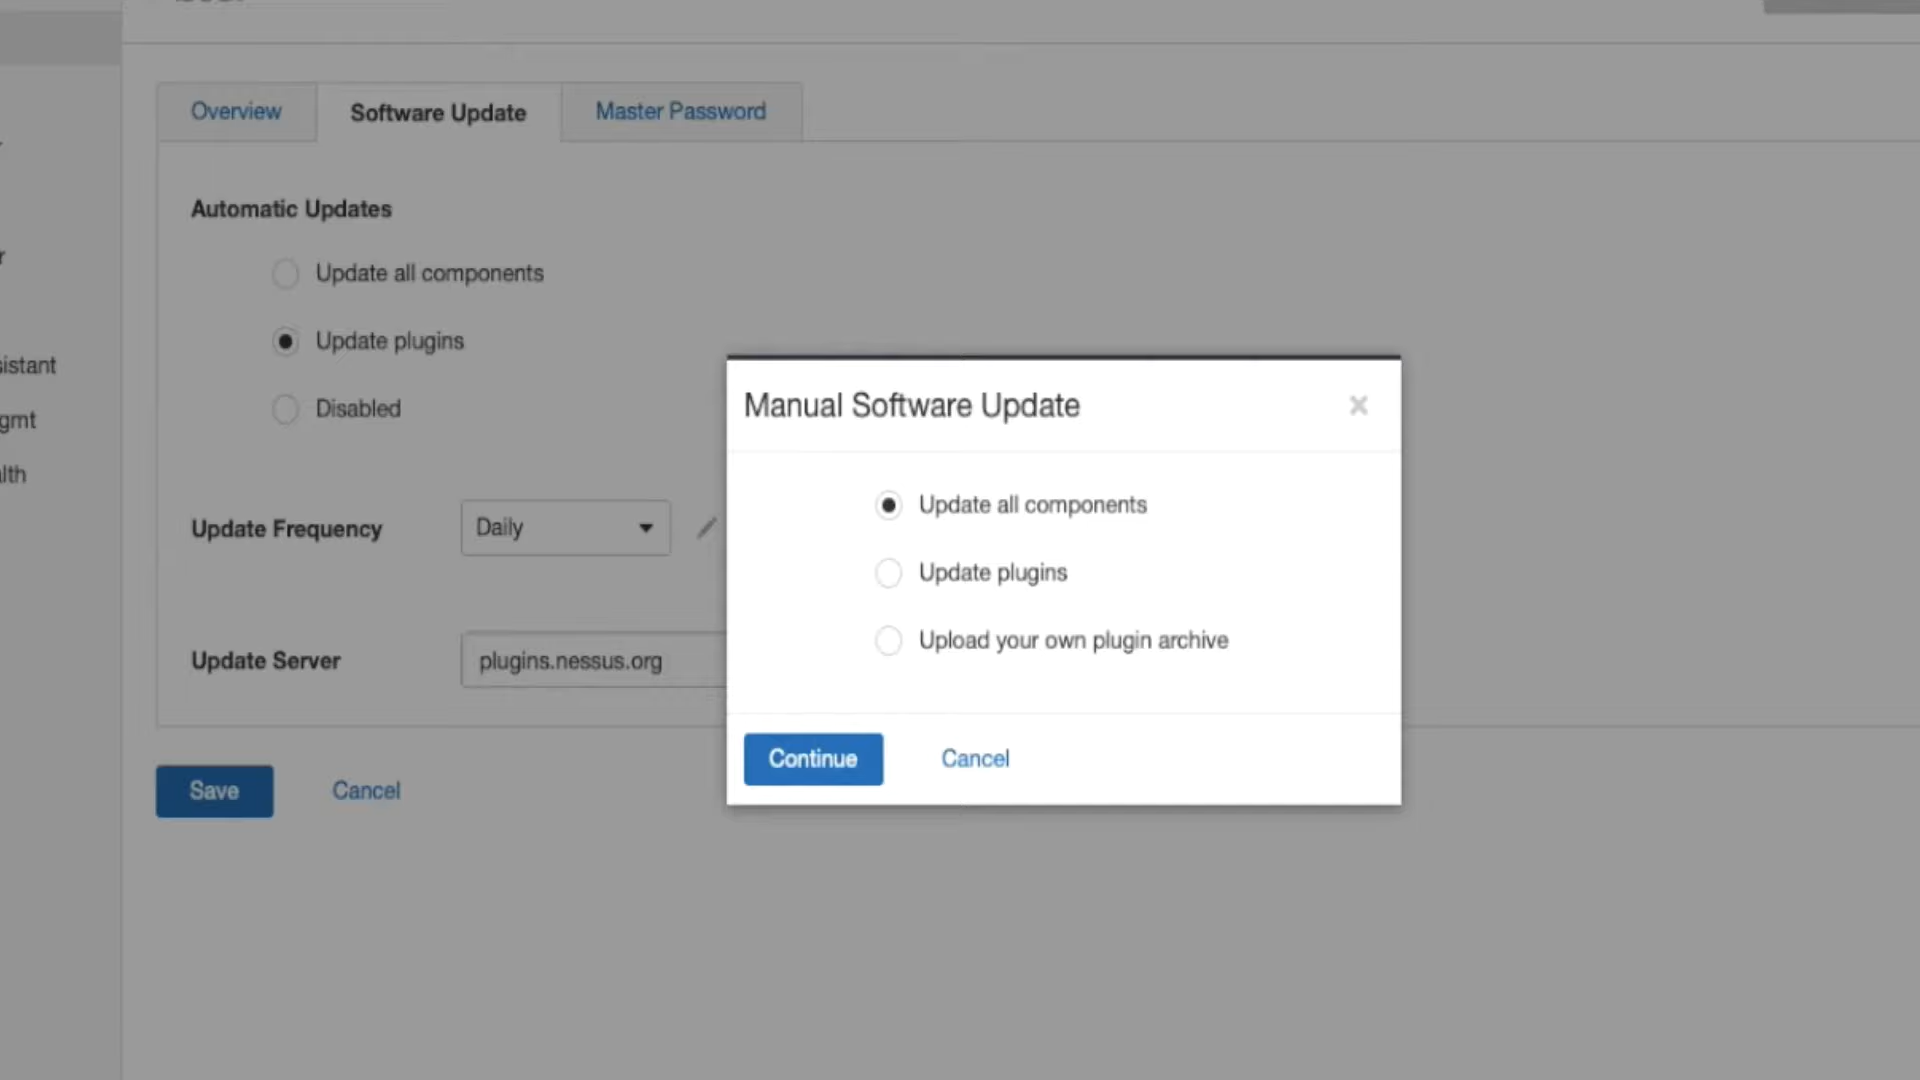 Overview
Software Update
Master Password
Automatic Updates
Update all components
Update plugins
sistant
Disabled
gmt
lth
Update Frequency
Daily
Update Server
plugins.nessus.org
Save
Cancel
Manual Software Update
×
Update all components
Update plugins
Upload your own plugin archive
Continue
Cancel